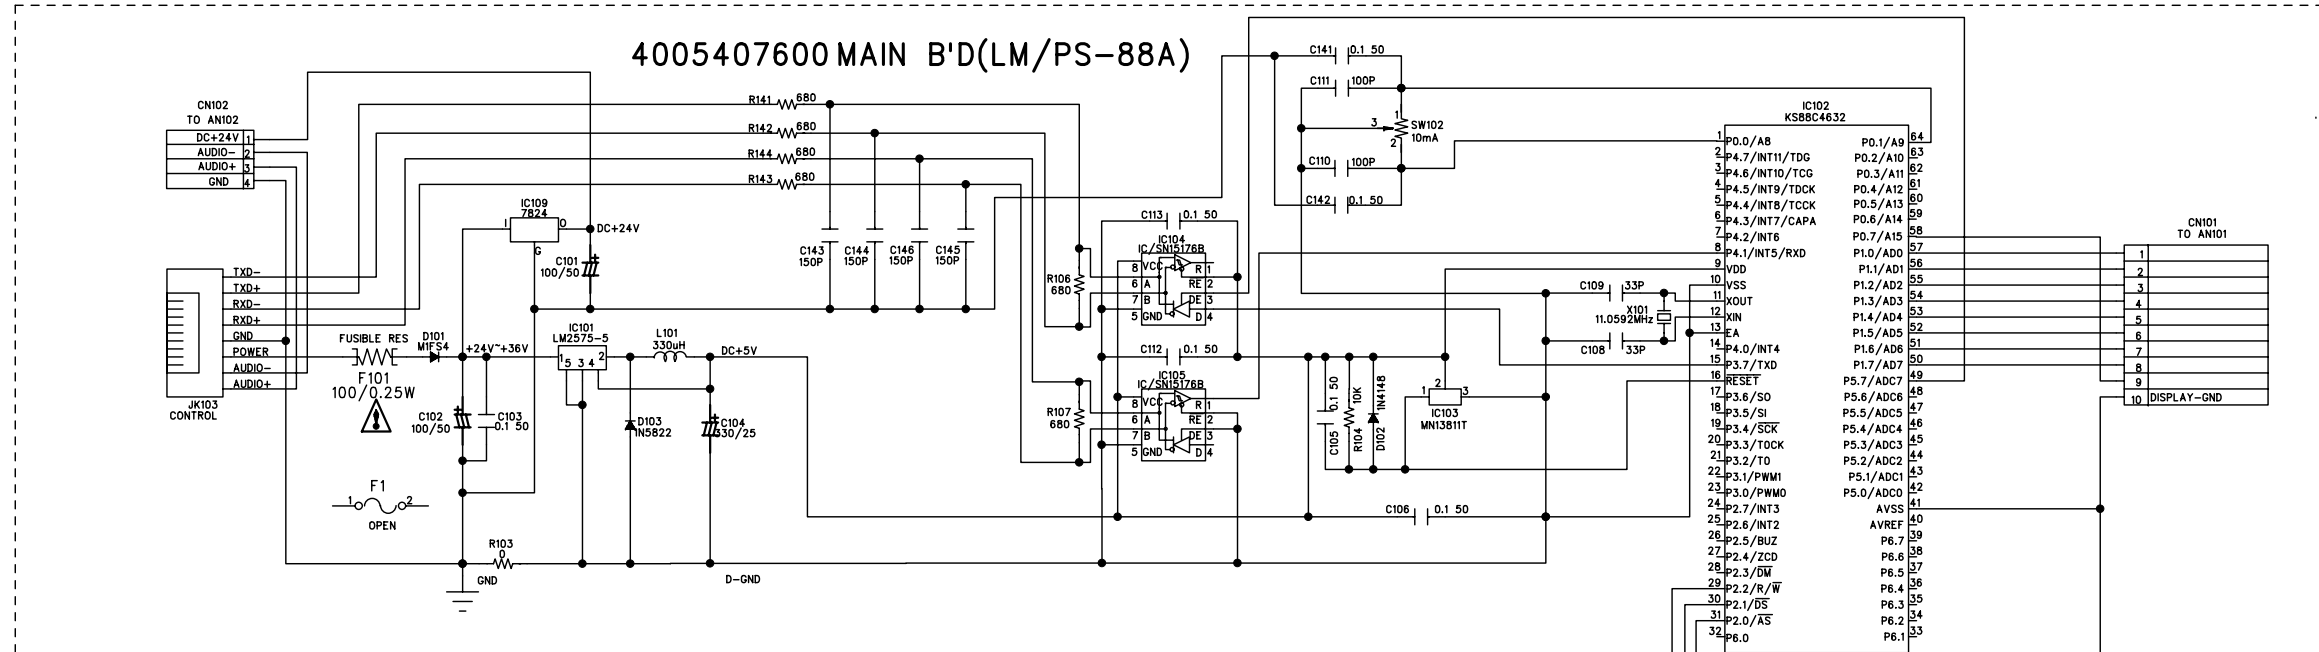 4005407600 MAIN B'D(LM/PS-88A)
CN102
TO AN102
DC+24V 1
AUDIO- 2
AUDIO+ 3
GND 4
R141 680
R142 680
R144 680
R143 680
IC109
7824
I O
G
DC+24V
C101
100/50
C143
150P
C144
150P
C146
150P
C145
150P
TXD-
TXD+
RXD-
RXD+
GND
POWER
AUDIO-
AUDIO+
JK103
CONTROL
FUSIBLE RES
F101
100/0.25W
D101
M1FS4
+24V~+36V
C102
100/50
C103
0.1 50
IC101
LM2575-5
1 2
5 3 4
L101
330uH
DC+5V
D103
1N5822
C104
330/25
F1
1 2
OPEN
R103
0
GND
D-GND
R106
680
R107
680
C113 0.1 50
IC104
IC/SN15176B
8 VCC R 1
6 A RE 2
7 B DE 3
5 GND D 4
C112 0.1 50
IC105
IC/SN15176B
8 VCC R 1
6 A RE 2
7 B DE 3
5 GND D 4
C141 0.1 50
C111 100P
1
3 SW102
10mA
2
C110 100P
C142 0.1 50
C105 0.1 50
R104 10K
D102 1N4148
2
1 3
IC103
MN13811T
C106 0.1 50
C109 33P
X101
11.0592MHz
C108 33P
IC102
KS88C4632
1 P0.0/A8
2 P4.7/INT11/TDG
3 P4.6/INT10/TCG
4 P4.5/INT9/TDCK
5 P4.4/INT8/TCCK
6 P4.3/INT7/CAPA
7 P4.2/INT6
8 P4.1/INT5/RXD
9 VDD
10 VSS
11 XOUT
12 XIN
13 EA
14 P4.0/INT4
15 P3.7/TXD
16 RESET
17 P3.6/SO
18 P3.5/SI
19 P3.4/SCK
20 P3.3/TOCK
21 P3.2/TO
22 P3.1/PWM1
23 P3.0/PWM0
24 P2.7/INT3
25 P2.6/INT2
26 P2.5/BUZ
27 P2.4/ZCD
28 P2.3/DM
29 P2.2/R/W
30 P2.1/DS
31 P2.0/AS
32 P6.0
P0.1/A9 64
P0.2/A10 63
P0.3/A11 62
P0.4/A12 61
P0.5/A13 60
P0.6/A14 59
P0.7/A15 58
P1.0/AD0 57
P1.1/AD1 56
P1.2/AD2 55
P1.3/AD3 54
P1.4/AD4 53
P1.5/AD5 52
P1.6/AD6 51
P1.7/AD7 50
P5.7/ADC7 49
P5.6/ADC6 48
P5.5/ADC5 47
P5.4/ADC4 46
P5.3/ADC3 45
P5.2/ADC2 44
P5.1/ADC1 43
P5.0/ADC0 42
AVSS 41
AVREF 40
P6.7 39
P6.6 38
P6.5 37
P6.4 36
P6.3 35
P6.2 34
P6.1 33
CN101
TO AN101
1
2
3
4
5
6
7
8
9
10 DISPLAY-GND